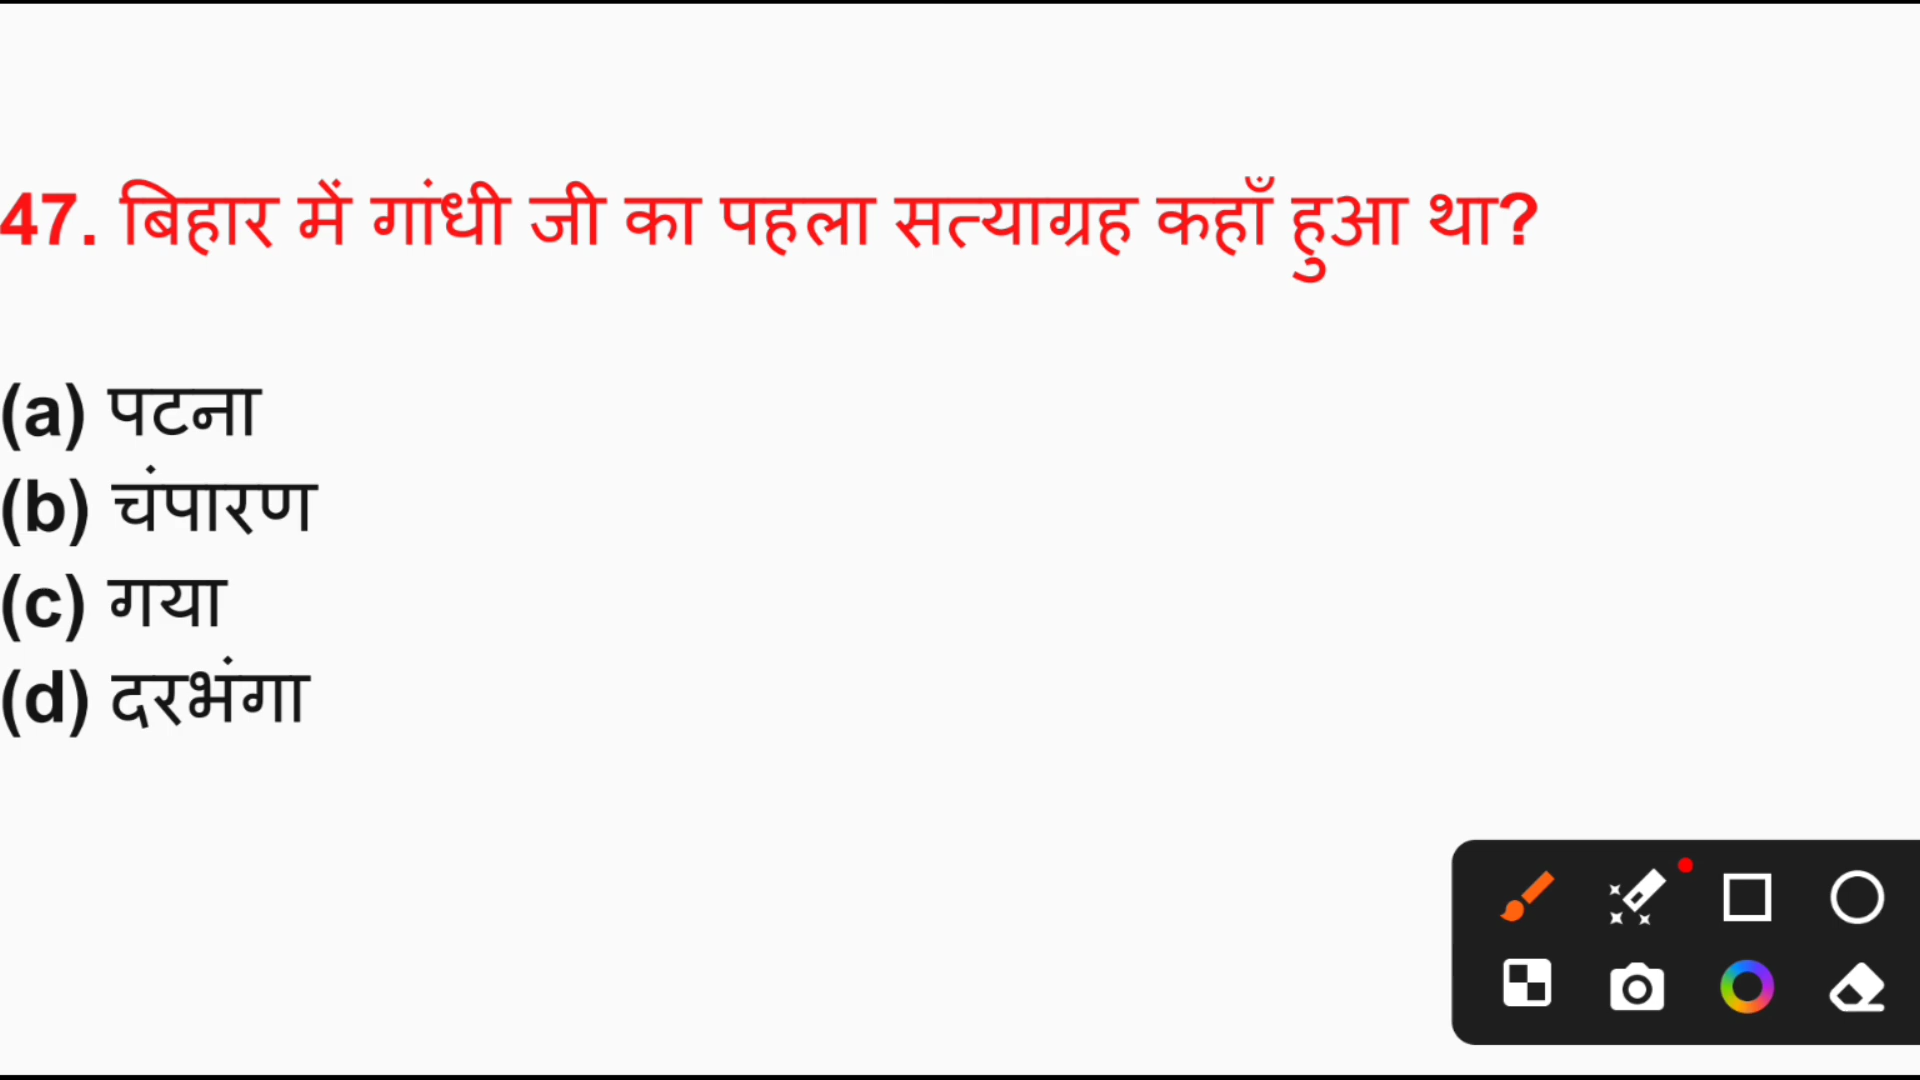 47. बिहार में गांधी जी का पहला सत्याग्रह कहाँ हुआ था?
(a) पटना
(b) चंपारण
(c) गया
(d) दरभंगा